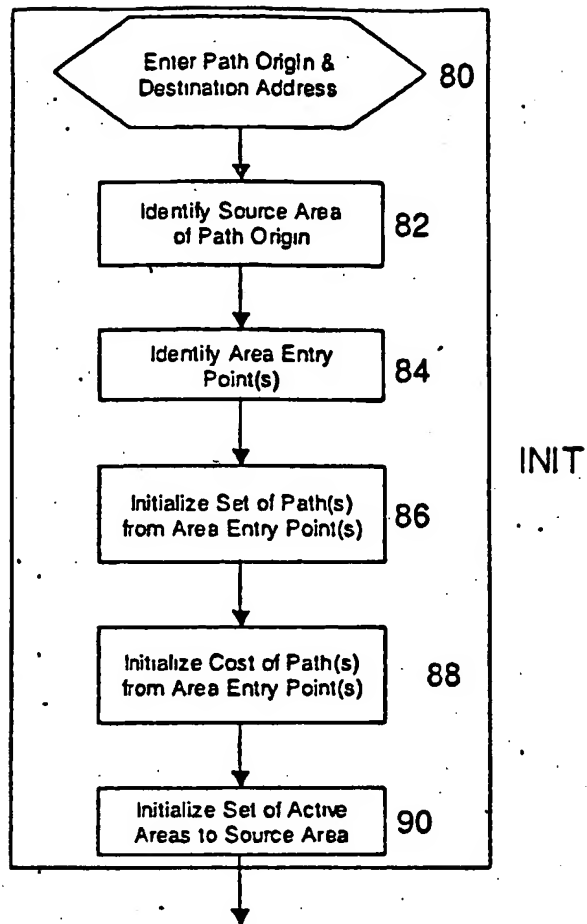 Enter Path Origin &
Destination Address
80
Identify Source Area
of Path Origin
82
Identify Area Entry
Point(s)
84
INIT
Initialize Set of Path(s)
from Area Entry Point(s)
86
Initialize Cost of Path(s)
from Area Entry Point(s)
88
Initialize Set of Active
Areas to Source Area
90